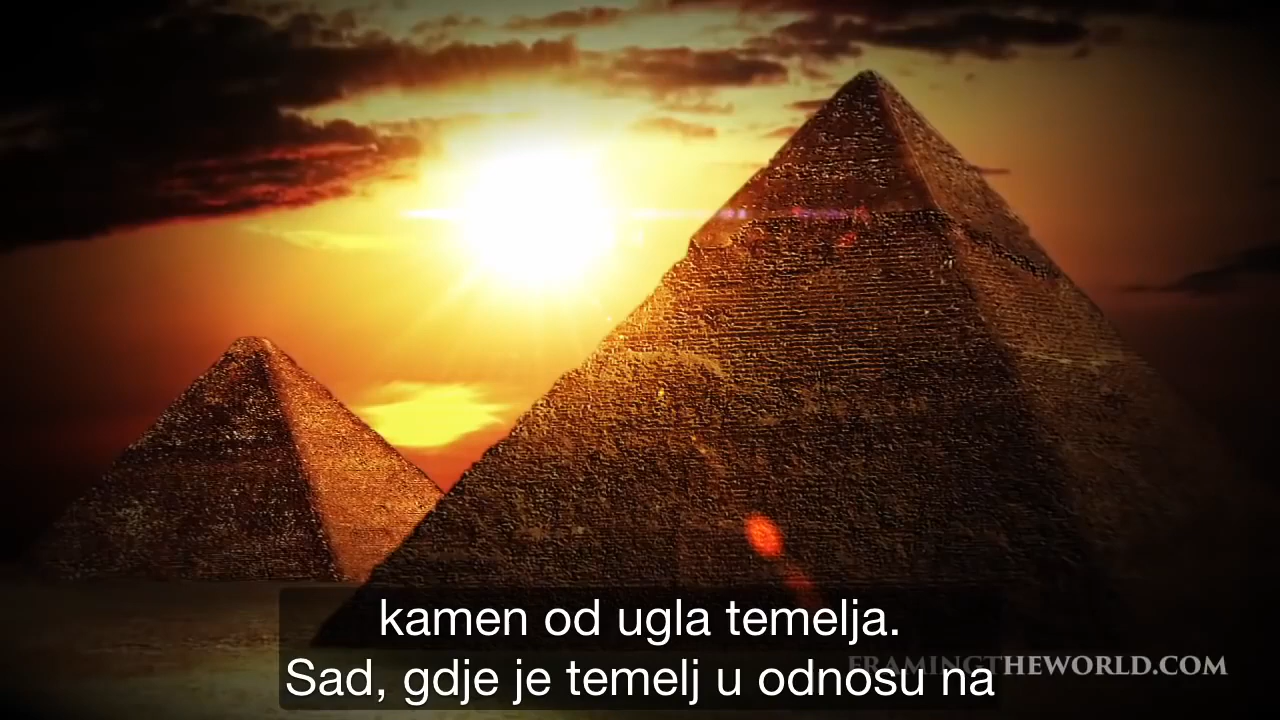 kamen od ugla temelja.
Sad, gdje je temelj u odnosu na
FRAMINGTHEWORLD.COM